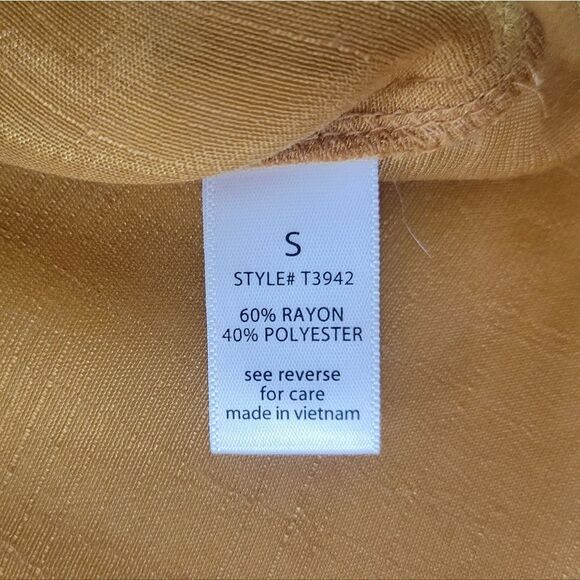 S
STYLE# T3942
60% RAYON
40% POLYESTER
see reverse
for care
made in vietnam